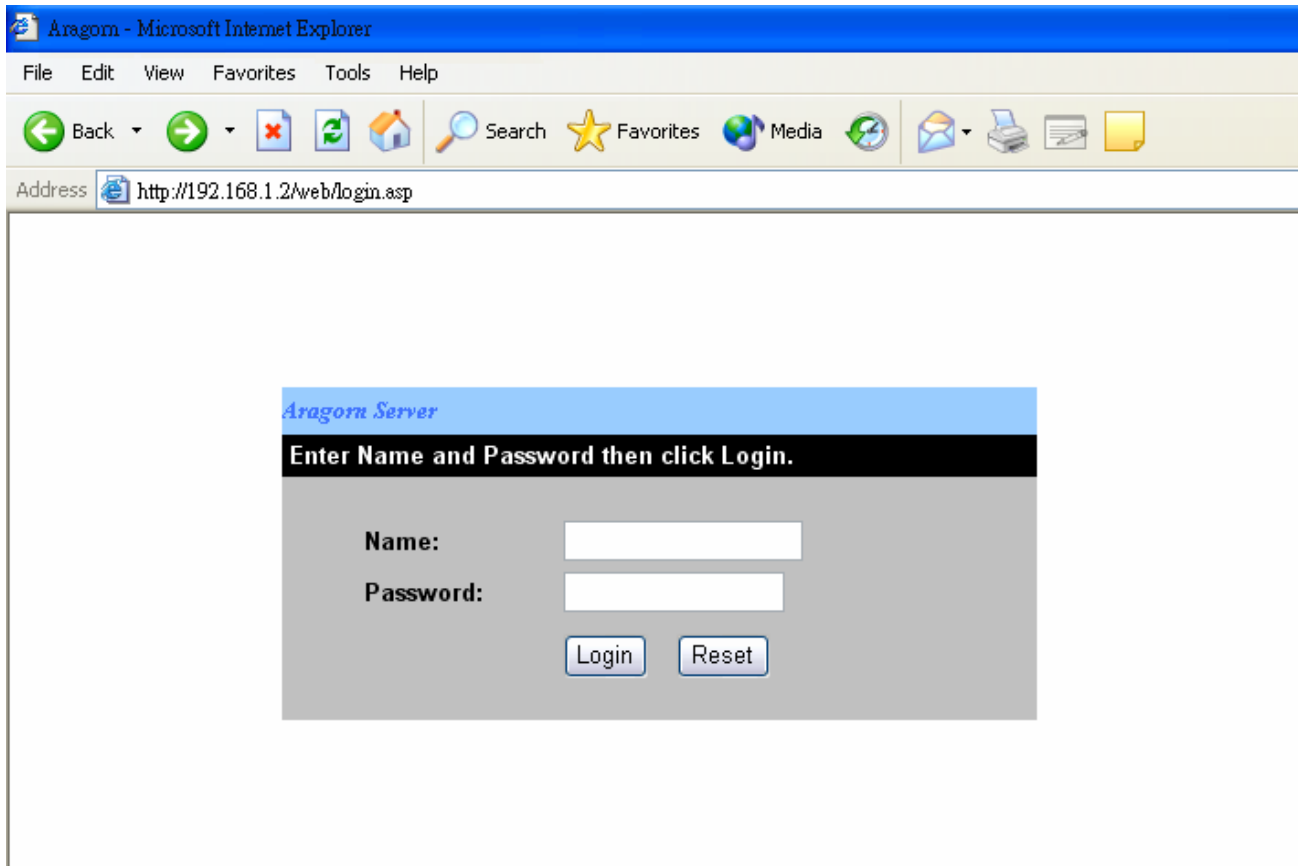 Aragorn - Microsoft Internet Explorer
File Edit View Favorites Tools Help
Back Search Favorites Media
Address http://192.168.1.2/web/login.asp
Aragorn Server
Enter Name and Password then click Login.
Name:
Password:
Login Reset